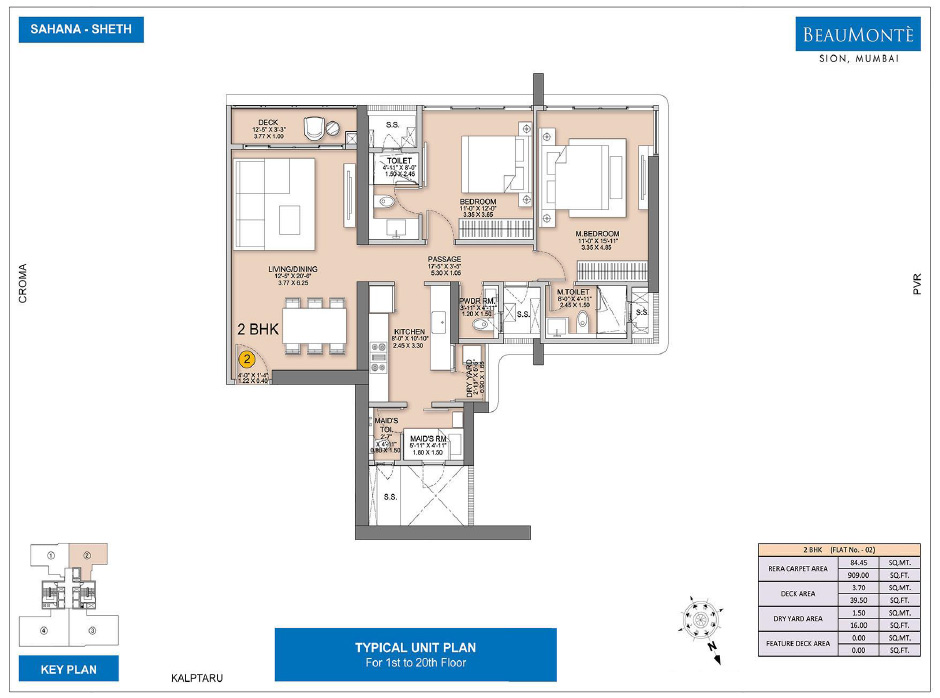 SAHANA - SHETH
BEAUMONTÈ
SION, MUMBAI
CROMA
PVR
DECK
12'-5" X 3'-3"
3.77 X 1.00
S.S.
TOILET
4'-11" X 8'-0"
1.50 X 2.45
BEDROOM
11'-0" X 12'-0"
3.35 X 3.65
M.BEDROOM
11'-0" X 15'-11"
3.35 X 4.85
PASSAGE
17'-5" X 3'-5"
5.30 X 1.05
LIVING/DINING
12'-5" X 20'-6"
3.77 X 6.25
2 BHK
2
4'-0" X 1'-4"
1.22 X 0.40
KITCHEN
8'-0" X 10'-10"
2.45 X 3.30
PWDR RM.
3'-11" X 4'-11"
1.20 X 1.50
S.S.
M.TOILET
8'-0" X 4'-11"
2.45 X 1.50
S.S.
DRY YARD
MAID'S
TOI.
2'-7"
X 4'-11"
0.80 X 1.50
MAID'S RM
5'-11" X 4'-11"
1.80 X 1.50
S.S.
1
2
4
3
KEY PLAN
KALPTARU
TYPICAL UNIT PLAN
For 1st to 20th Floor
N
2 BHK (FLAT No. - 02)
RERA CARPET AREA 84.45 SQ.MT.
909.00 SQ.FT.
DECK AREA 3.70 SQ.MT.
39.50 SQ.FT.
DRY YARD AREA 1.50 SQ.MT.
16.00 SQ.FT.
FEATURE DECK AREA 0.00 SQ.MT.
0.00 SQ.FT.